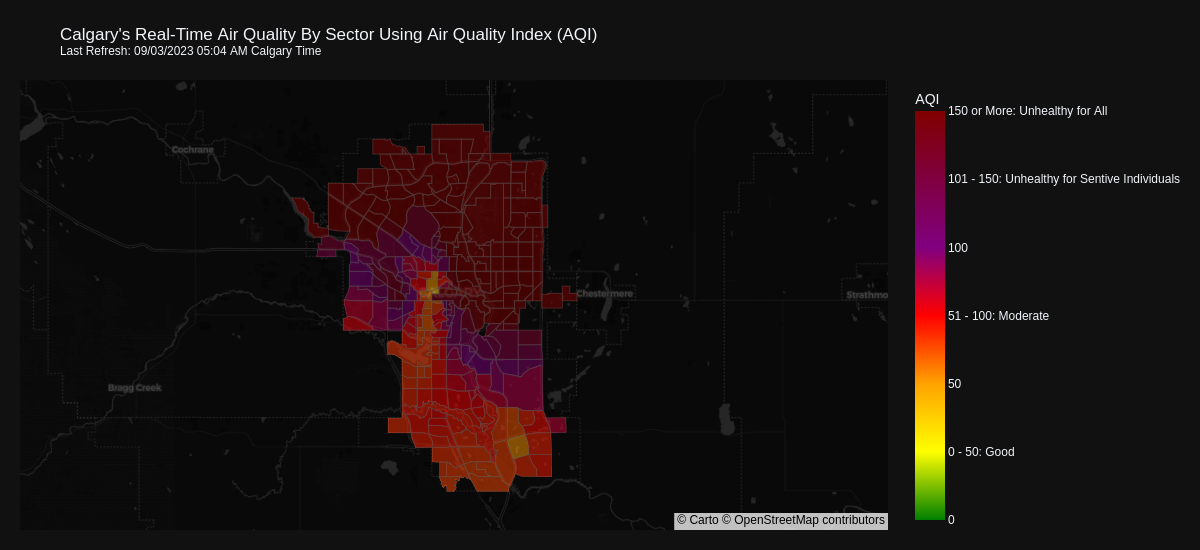 Calgary's Real-Time Air Quality By Sector Using Air Quality Index (AQI)
Last Refresh: 09/03/2023 05:04 AM Calgary Time
AQI
150 or More: Unhealthy for All
Cochrane
101 - 150: Unhealthy for Sentive Individuals
100
Chestermere
Strathmo
51 - 100: Moderate
50
Bragg Creek
0 - 50: Good
0
© Carto © OpenStreetMap contributors